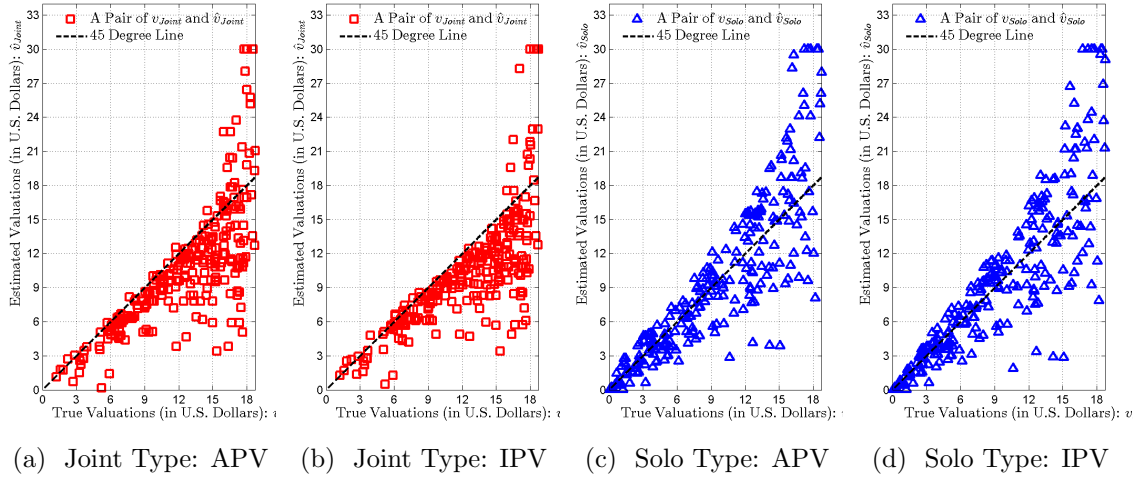 A Pair of v_Joint and v̂_Joint
45 Degree Line
Estimated Valuations (in U.S. Dollars): v̂_Joint
30
27
24
21
18
15
12
9
6
3
0
0 3 6 9 12 15 18
True Valuations (in U.S. Dollars):
(a) Joint Type: APV
A Pair of v_Joint and v̂_Joint
45 Degree Line
Estimated Valuations (in U.S. Dollars): v̂_Joint
30
27
24
21
18
15
12
9
6
3
0
0 3 6 9 12 15 18
True Valuations (in U.S. Dollars):
(b) Joint Type: IPV
A Pair of v_Solo and v̂_Solo
45 Degree Line
Estimated Valuations (in U.S. Dollars): v̂_Solo
30
27
24
21
18
15
12
9
6
3
0
0 3 6 9 12 15 18
True Valuations (in U.S. Dollars):
(c) Solo Type: APV
A Pair of v_Solo and v̂_Solo
45 Degree Line
Estimated Valuations (in U.S. Dollars): v̂_Solo
30
27
24
21
18
15
12
9
6
3
0
0 3 6 9 12 15 18
True Valuations (in U.S. Dollars): v
(d) Solo Type: IPV